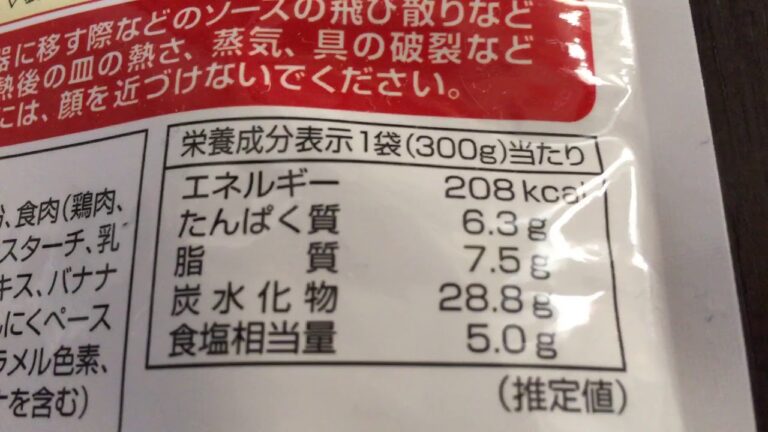 器に移す際などのソースの飛び散りなど
熱後の皿の熱さ、蒸気、具の破裂など
には、顔を近づけないでください。
栄養成分表示1袋(300g)当たり
エネルギー 208kcal
たんぱく質 6.3g
脂質 7.5g
炭水化物 28.8g
食塩相当量 5.0g
(推定値)
、食肉(鶏肉、
スターチ、乳
キス、バナナ
んにくペース
ラメル色素、
を含む)